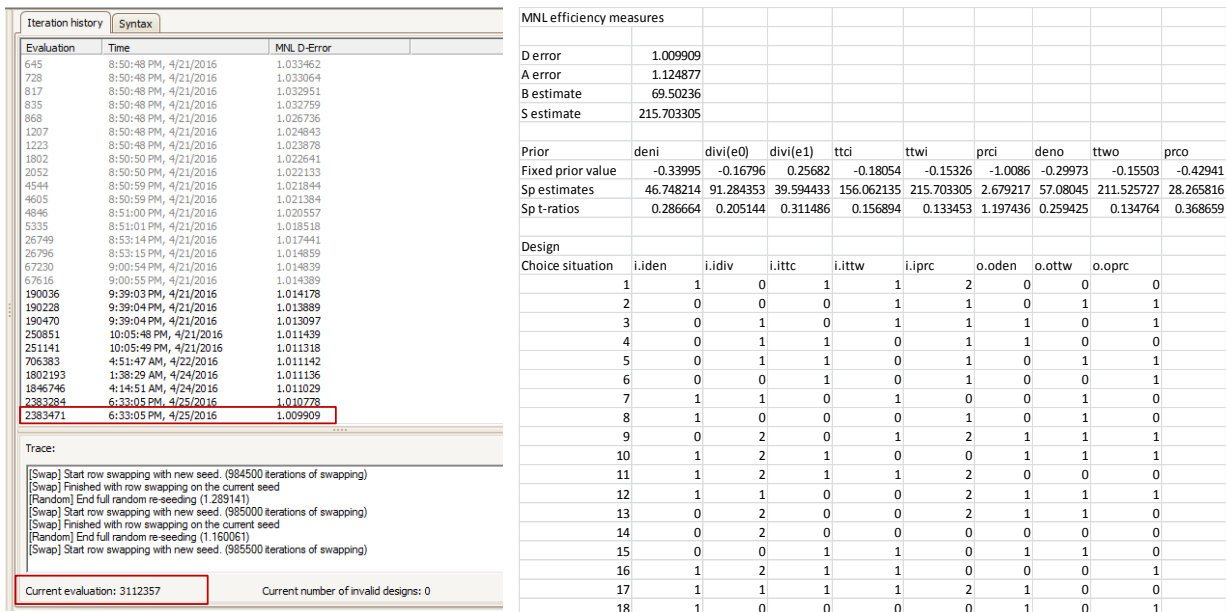 Iteration history Syntax
Evaluation Time MNL D-Error
645 8:50:48 PM, 4/21/2016 1.033462
728 8:50:48 PM, 4/21/2016 1.033064
817 8:50:48 PM, 4/21/2016 1.032951
835 8:50:48 PM, 4/21/2016 1.032759
868 8:50:48 PM, 4/21/2016 1.026736
1207 8:50:48 PM, 4/21/2016 1.024843
1223 8:50:48 PM, 4/21/2016 1.023878
1802 8:50:50 PM, 4/21/2016 1.022641
2052 8:50:50 PM, 4/21/2016 1.022133
4544 8:50:59 PM, 4/21/2016 1.021844
4605 8:50:59 PM, 4/21/2016 1.021384
4846 8:51:00 PM, 4/21/2016 1.020557
5335 8:51:01 PM, 4/21/2016 1.018518
26749 8:53:14 PM, 4/21/2016 1.017441
26796 8:53:15 PM, 4/21/2016 1.014859
67230 9:00:54 PM, 4/21/2016 1.014839
67616 9:00:55 PM, 4/21/2016 1.014389
190036 9:39:03 PM, 4/21/2016 1.014178
190228 9:39:04 PM, 4/21/2016 1.013889
190470 9:39:04 PM, 4/21/2016 1.013097
250851 10:05:48 PM, 4/21/2016 1.011439
251141 10:05:49 PM, 4/21/2016 1.011318
706383 4:51:47 AM, 4/22/2016 1.011142
1802193 1:38:29 AM, 4/24/2016 1.011136
1846746 4:14:51 AM, 4/24/2016 1.011029
2383284 6:33:05 PM, 4/25/2016 1.010778
2383471 6:33:05 PM, 4/25/2016 1.009909
Trace:
[Swap] Start row swapping with new seed. (984500 iterations of swapping)
[Swap] Finished with row swapping on the current seed
[Random] End full random re-seeding (1.289141)
[Swap] Start row swapping with new seed. (985000 iterations of swapping)
[Swap] Finished with row swapping on the current seed
[Random] End full random re-seeding (1.160061)
[Swap] Start row swapping with new seed. (985500 iterations of swapping)
Current evaluation: 3112357 Current number of invalid designs: 0
MNL efficiency measures
D error 1.009909
A error 1.124877
B estimate 69.50236
S estimate 215.703305
Prior deni divi(e0) divi(e1) ttci ttwi prci deno ttwo prco
Fixed prior value -0.33995 -0.16796 0.25682 -0.18054 -0.15326 -1.0086 -0.29973 -0.15503 -0.42941
Sp estimates 46.748214 91.284353 39.594433 156.062135 215.703305 2.679217 57.08045 211.525727 28.265816
Sp t-ratios 0.286664 0.205144 0.311486 0.156894 0.133453 1.197436 0.259425 0.134764 0.368659
Design
Choice situation i.iden i.idiv i.ittc i.ittw i.iprc o.oden o.ottw o.oprc
1 1 0 1 1 2 0 0 0
2 0 0 0 1 1 0 1 1
3 0 1 0 1 1 1 0 1
4 0 1 1 0 1 1 0 0
5 0 1 1 0 1 0 1 1
6 0 0 1 0 1 0 0 1
7 1 1 0 1 0 0 1 0
8 1 0 0 0 1 0 1 0
9 0 2 0 1 2 1 1 1
10 1 2 1 0 0 1 1 1
11 1 2 1 1 2 0 0 0
12 1 1 0 0 2 1 1 1
13 0 2 0 0 2 1 1 0
14 0 2 0 0 1 0 0 0
15 0 0 1 1 0 1 1 0
16 1 2 1 1 0 0 0 1
17 1 1 1 1 2 1 0 0
18 1 0 0 0 0 1 0 1